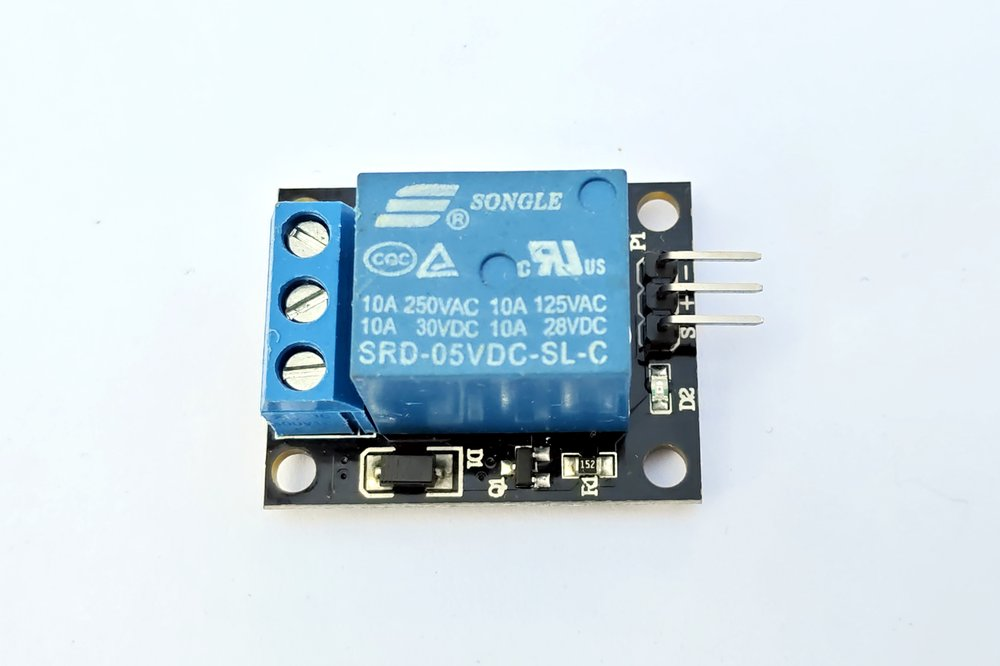 SONGLE
®
CQC
c RU US
10A 250VAC 10A 125VAC
10A 30VDC 10A 28VDC
SRD-05VDC-SL-C
P1
-
+
S
D2
D1
Q1
152
R1